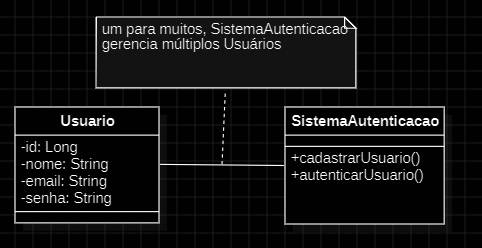 um para muitos, SistemaAutenticacao
gerencia múltiplos Usuários
Usuario
-id: Long
-nome: String
-email: String
-senha: String
SistemaAutenticacao
+cadastrarUsuario()
+autenticarUsuario()